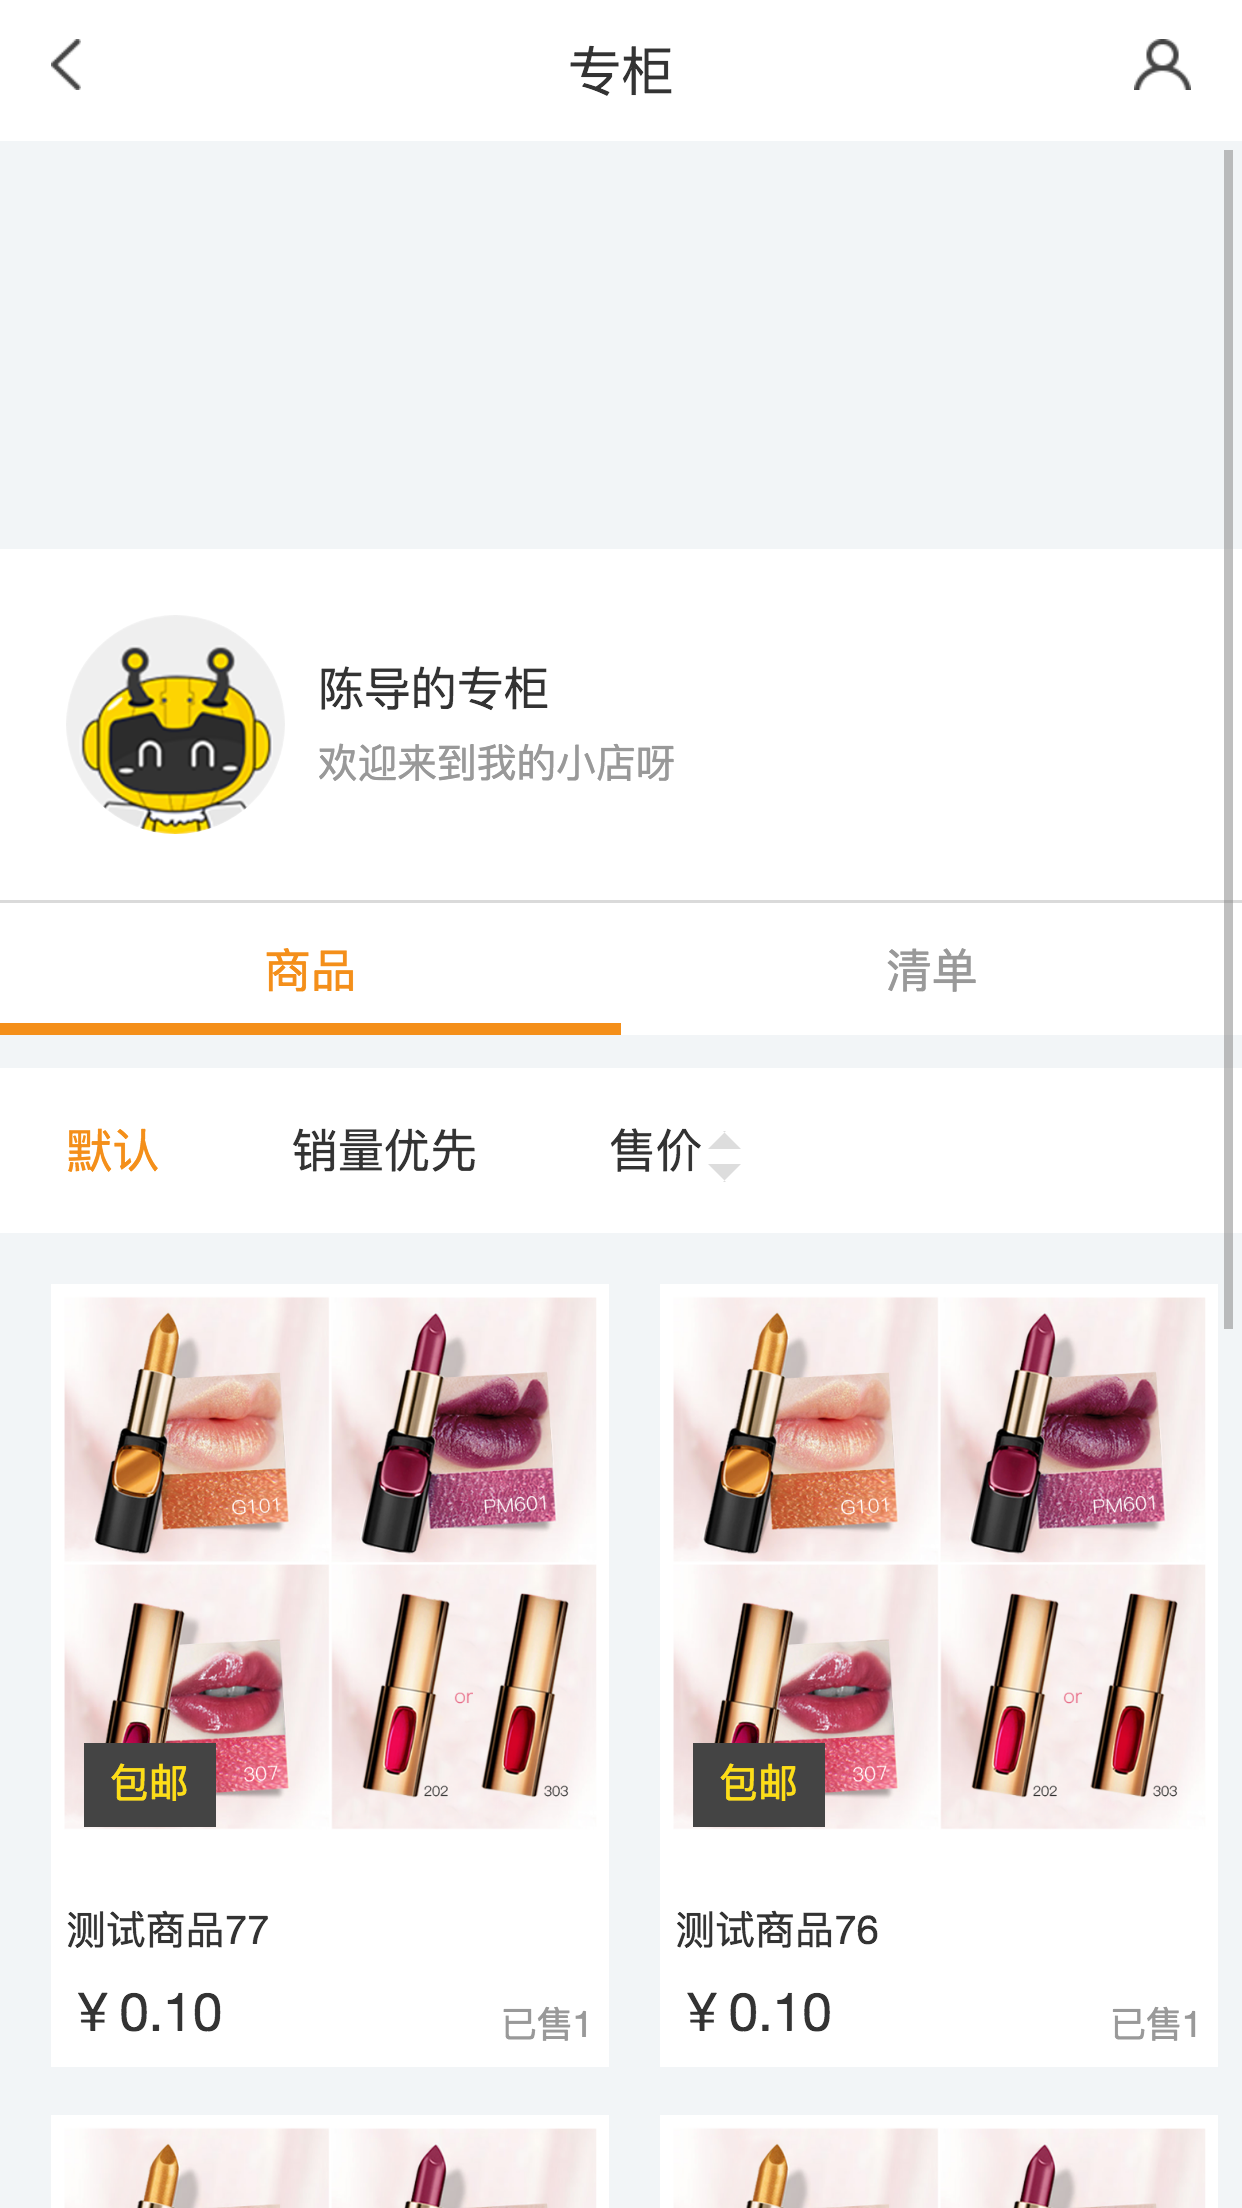 专柜
陈导的专柜
欢迎来到我的小店呀
商品 清单
默认 销量优先 售价
G101 PM601 G101 PM601
or or
307 202 303 307 202 303
包邮 包邮
测试商品77 测试商品76
¥0.10 已售1 ¥0.10 已售1